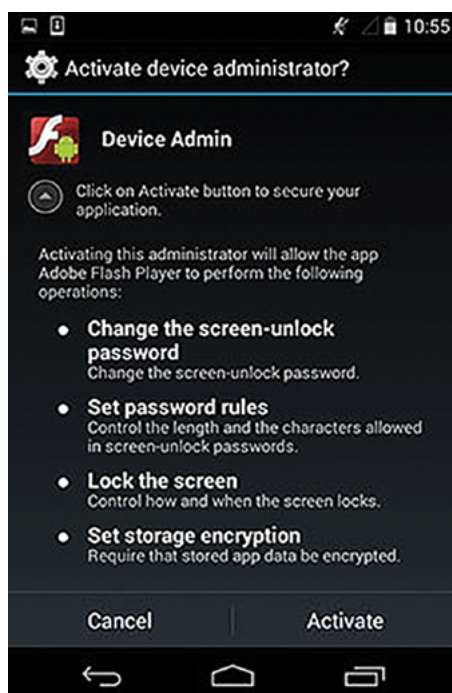 10:55
Activate device administrator?
Device Admin
Click on Activate button to secure your
application.
Activating this administrator will allow the app
Adobe Flash Player to perform the following
operations:
• Change the screen-unlock
password
Change the screen-unlock password.
• Set password rules
Control the length and the characters allowed
in screen-unlock passwords.
• Lock the screen
Control how and when the screen locks.
• Set storage encryption
Require that stored app data be encrypted.
Cancel
Activate